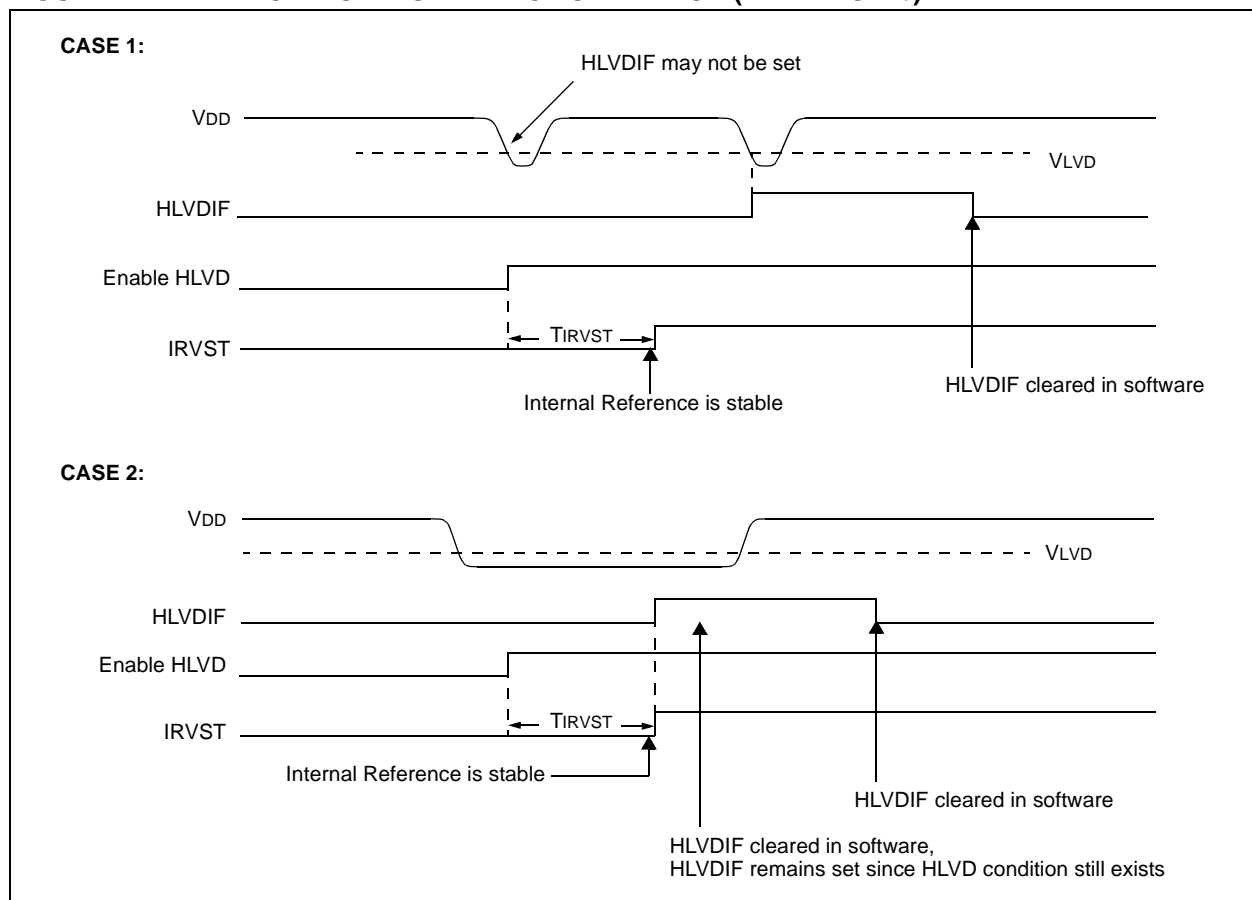 CASE 1:
HLVDIF may not be set
VDD
VLVD
HLVDIF
Enable HLVD
TIRVST
IRVST
HLVDIF cleared in software
Internal Reference is stable
CASE 2:
VDD
VLVD
HLVDIF
Enable HLVD
TIRVST
IRVST
Internal Reference is stable
HLVDIF cleared in software
HLVDIF cleared in software,
HLVDIF remains set since HLVD condition still exists